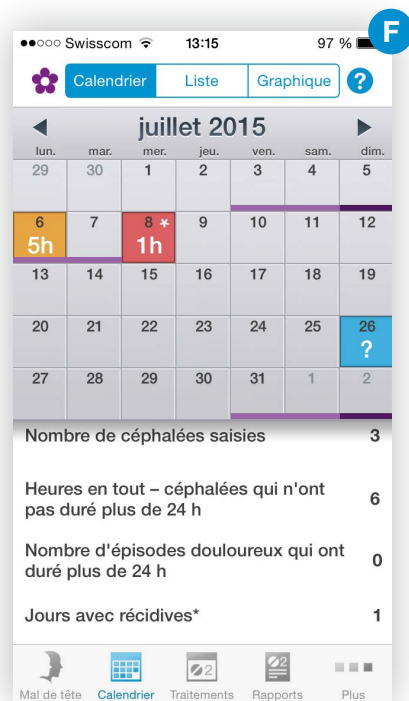 F
Swisscom 13:15 97 %
Calendrier Liste Graphique ?
juillet 2015
lun. mar. mer. jeu. ven. sam. dim.
29 30 1 2 3 4 5
6 7 8 * 9 10 11 12
5h 1h
13 14 15 16 17 18 19
20 21 22 23 24 25 26
?
27 28 29 30 31 1 2
Nombre de céphalées saisies 3
Heures en tout – céphalées qui n'ont
pas duré plus de 24 h 6
Nombre d'épisodes douloureux qui ont
duré plus de 24 h 0
Jours avec récidives* 1
Mal de tête Calendrier Traitements Rapports Plus